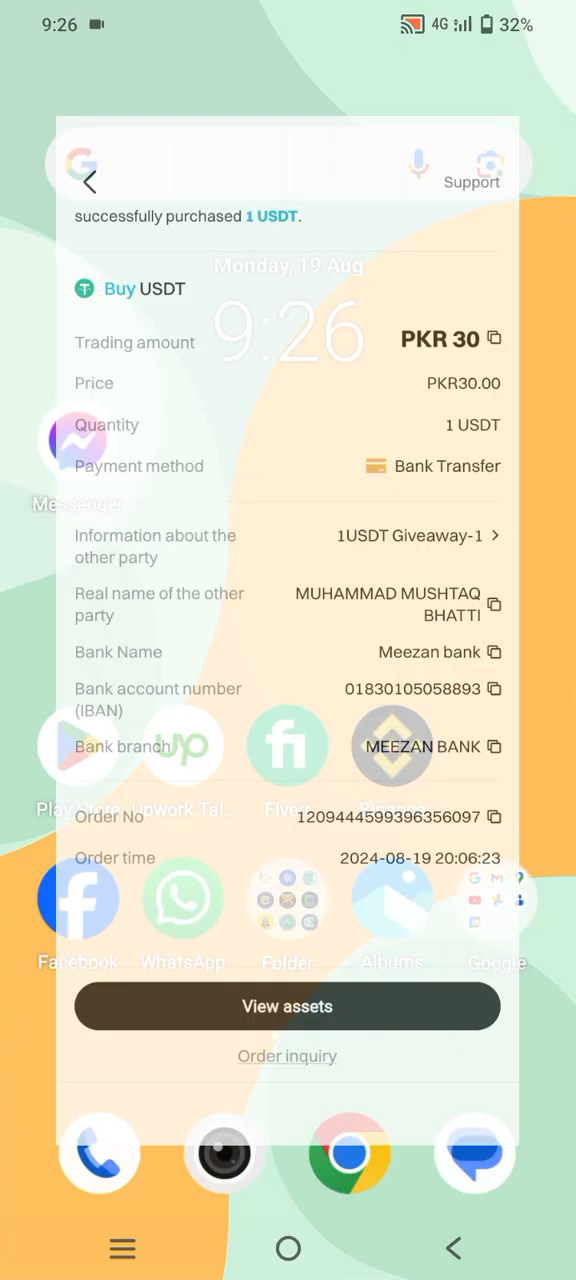 9:26 4G 32%
Support
successfully purchased 1 USDT.
Monday, 19 Aug
Buy USDT
9:26
Trading amount PKR 30
Price PKR30.00
Quantity 1 USDT
Payment method Bank Transfer
Messenger
Information about the other party 1USDT Giveaway-1
Real name of the other party MUHAMMAD MUSHTAQ BHATTI
Bank Name Meezan bank
Bank account number (IBAN) 01830105058893
Bank branch MEEZAN BANK
up
fi
Play Store Upwork Tal... Fiverr Binance
Order No 1209444599396356097
Order time 2024-08-19 20:06:23
Facebook WhatsApp Folder Albums Google
View assets
Order inquiry